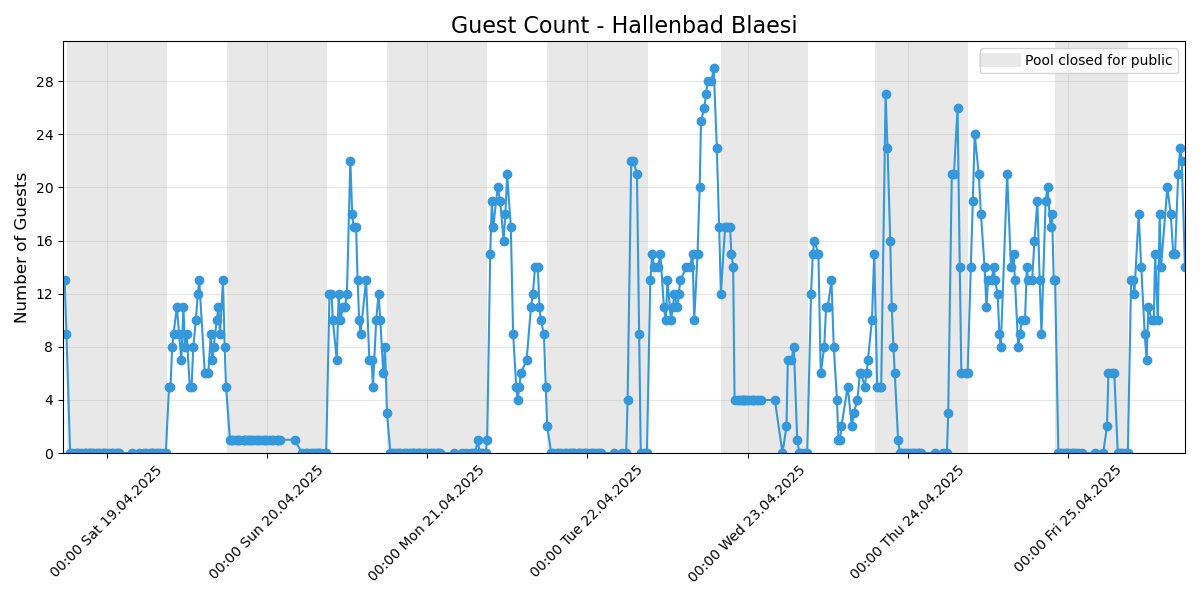 Guest Count - Hallenbad Blaesi
Pool closed for public
Number of Guests
28
24
20
16
12
8
4
0
00:00 Sat 19.04.2025
00:00 Sun 20.04.2025
00:00 Mon 21.04.2025
00:00 Tue 22.04.2025
00:00 Wed 23.04.2025
00:00 Thu 24.04.2025
00:00 Fri 25.04.2025